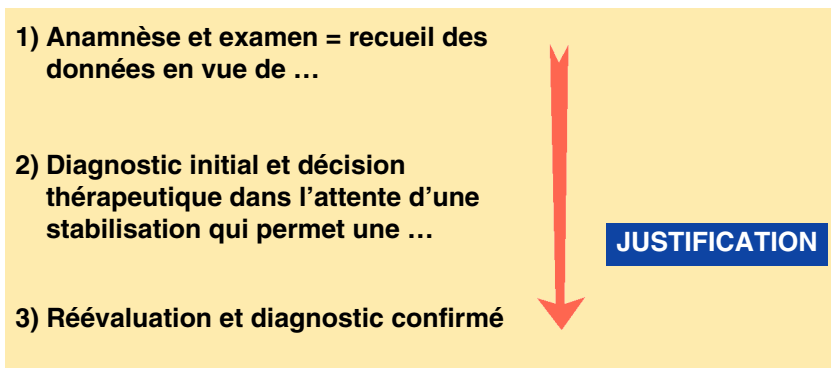 1) Anamnèse et examen = recueil des
données en vue de …
2) Diagnostic initial et décision
thérapeutique dans l’attente d’une
stabilisation qui permet une …
JUSTIFICATION
3) Réévaluation et diagnostic confirmé